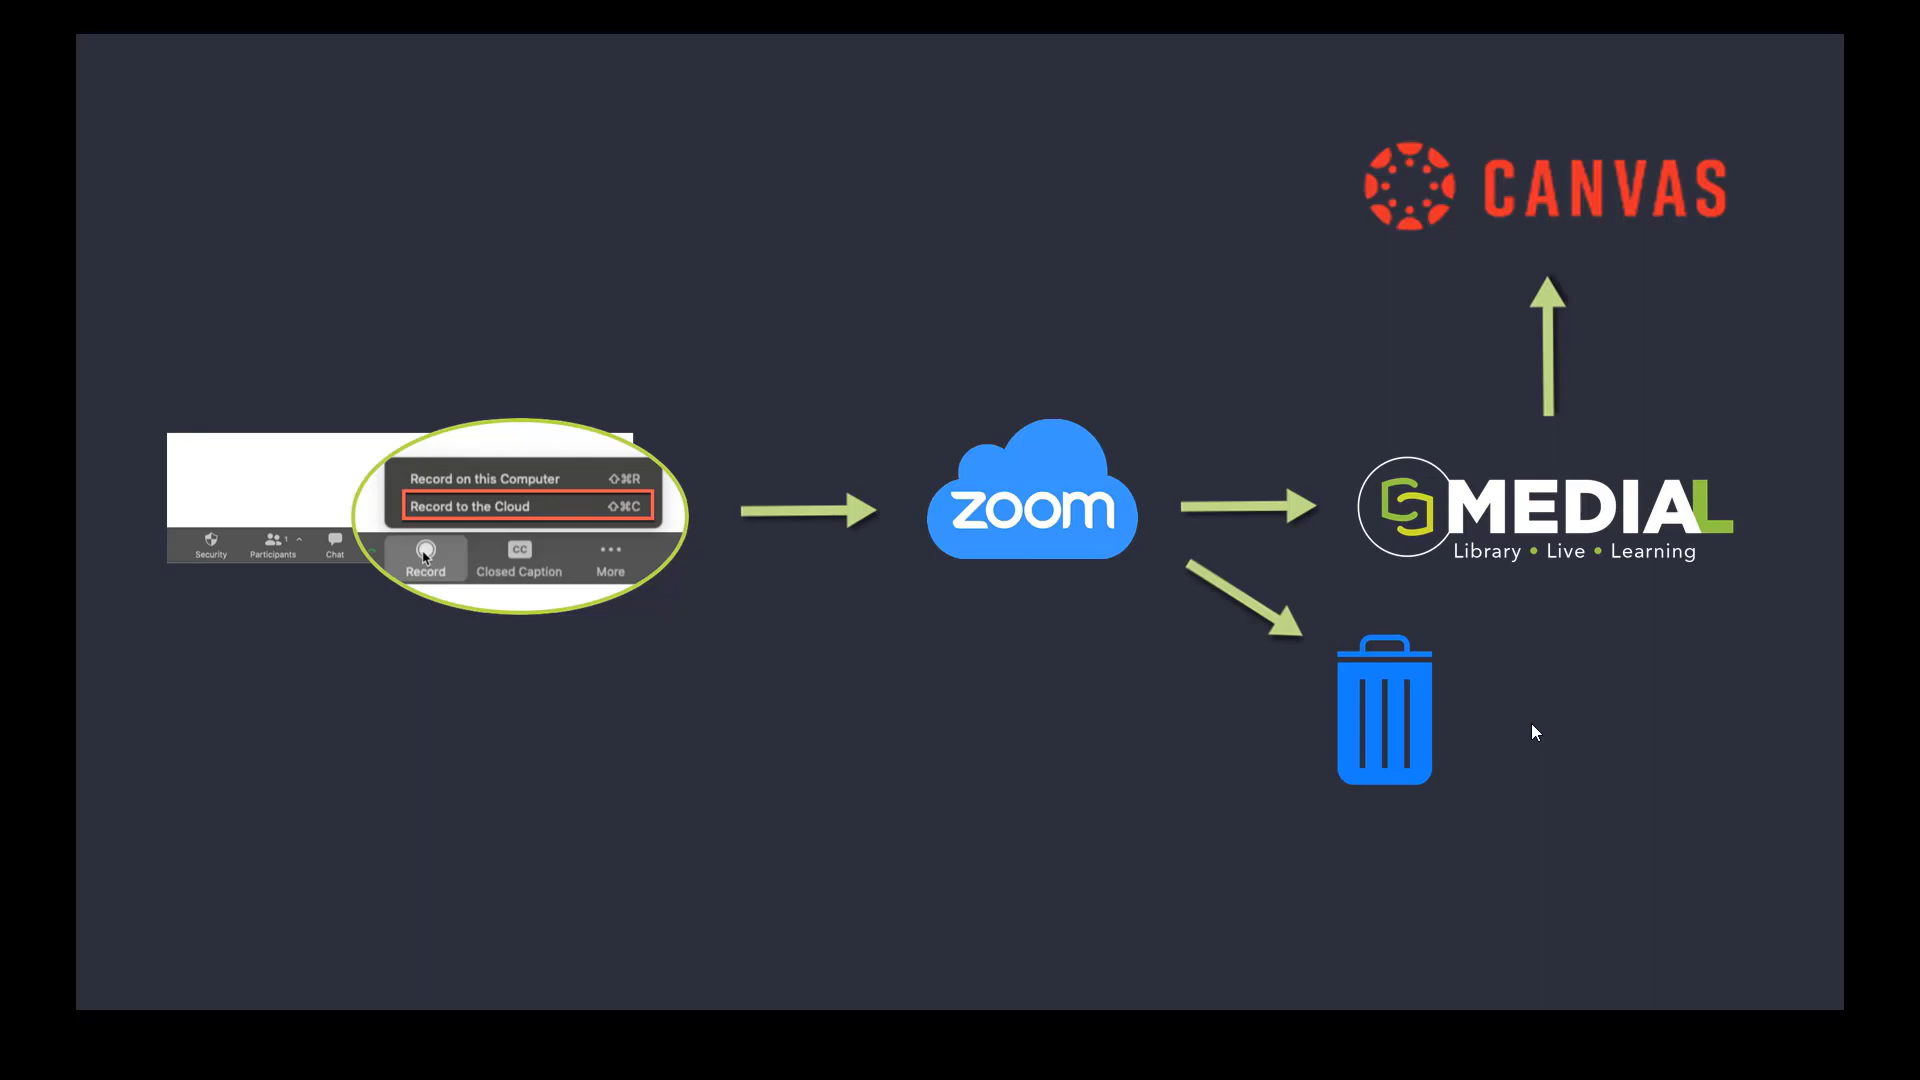 CANVAS
Record on this Computer ⇧⌘R
Record to the Cloud ⇧⌘C
Security
Participants 1
Chat
Record
CC
Closed Caption
More
zoom
MEDIAL
Library • Live • Learning